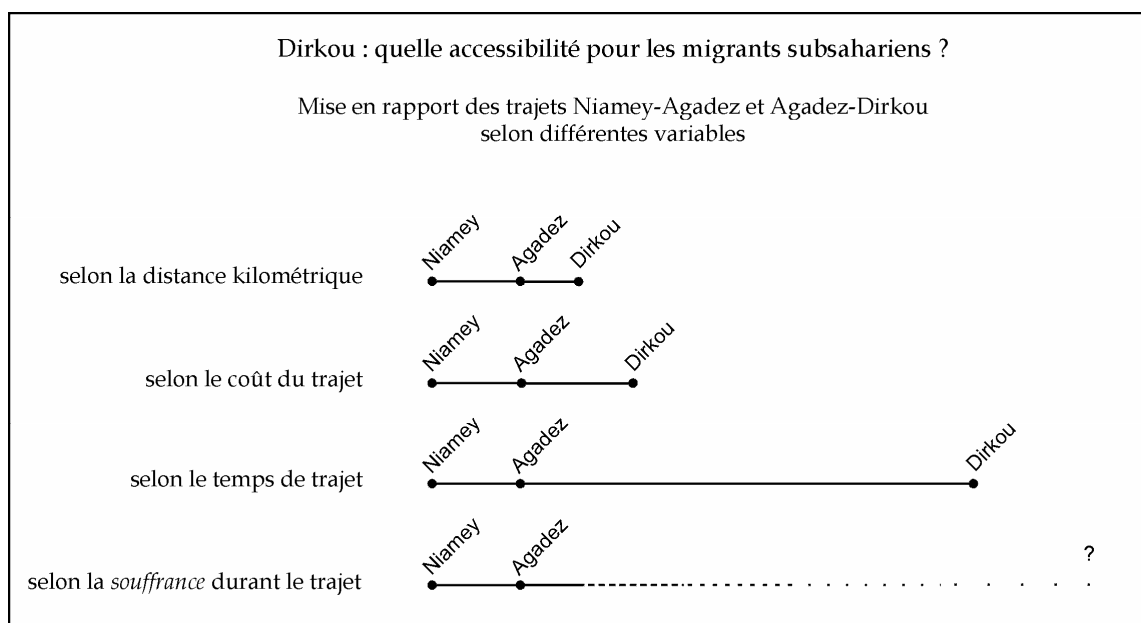 Dirkou : quelle accessibilité pour les migrants subsahariens ?
Mise en rapport des trajets Niamey-Agadez et Agadez-Dirkou
selon différentes variables
Niamey Agadez Dirkou
selon la distance kilométrique
Niamey Agadez Dirkou
selon le coût du trajet
Niamey Agadez Dirkou
selon le temps de trajet
Niamey Agadez ?
selon la souffrance durant le trajet